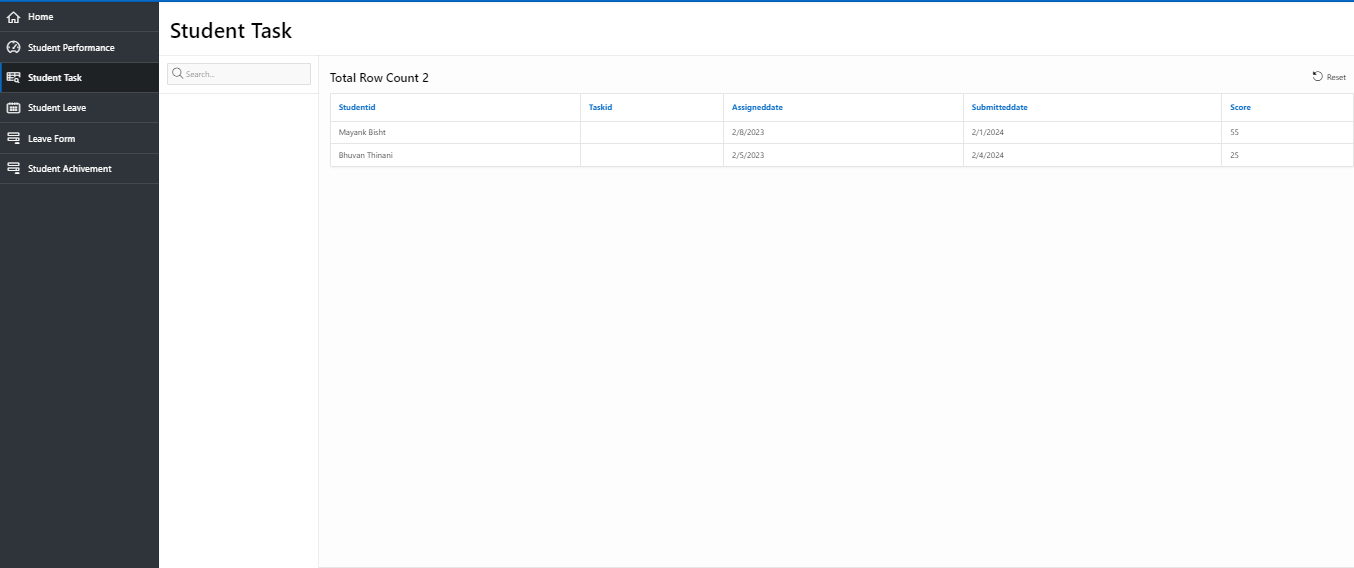 Home
Student Performance
Student Task
Student Leave
Leave Form
Student Achivement
Student Task
Search...
Total Row Count 2
Reset
Studentid Taskid Assigneddate Submitteddate Score
Mayank Bisht 2/8/2023 2/1/2024 55
Bhuvan Thinani 2/5/2023 2/4/2024 25